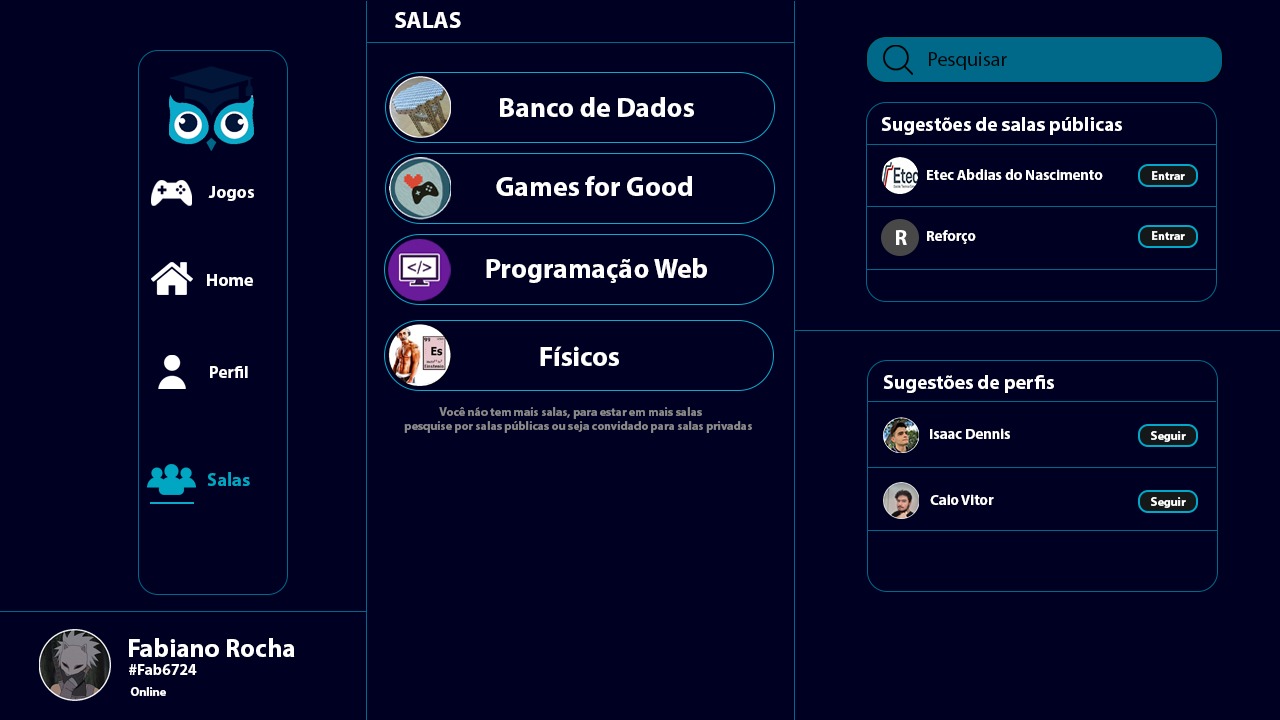 SALAS
Jogos
Home
Perfil
Salas
Fabiano Rocha
#Fab6724
Online
Banco de Dados
Games for Good
</>
Programação Web
99
Es
Físicos
Você não tem mais salas, para estar em mais salas
pesquise por salas públicas ou seja convidado para salas privadas
Pesquisar
Sugestões de salas públicas
Etec
Etec Abdias do Nascimento
Entrar
R
Reforço
Entrar
Sugestões de perfis
Isaac Dennis
Seguir
Caio Vitor
Seguir